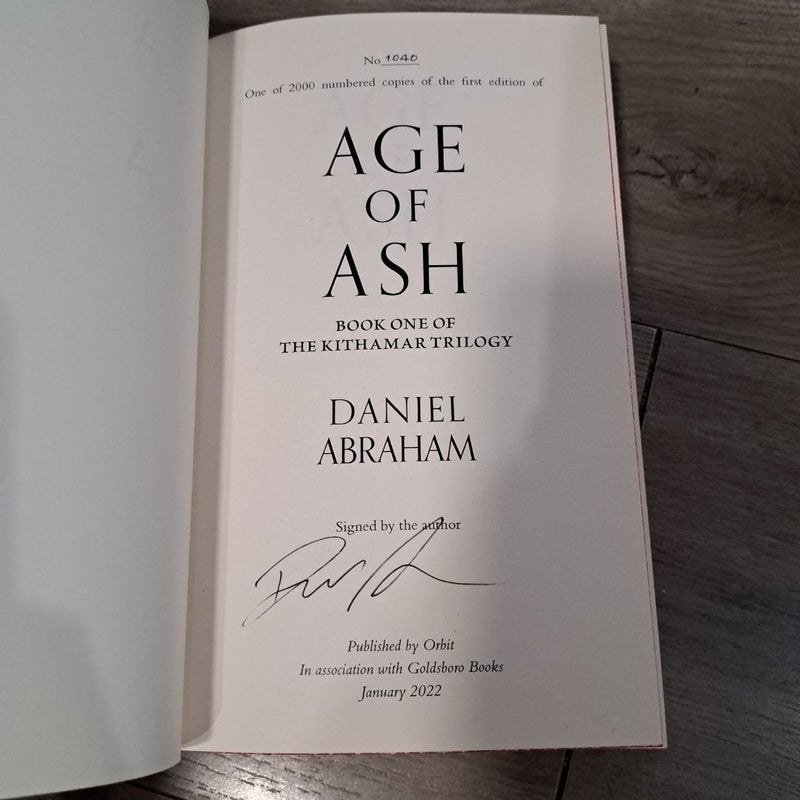 No. 1040
One of 2000 numbered copies of the first edition of
AGE
OF
ASH
BOOK ONE OF
THE KITHAMAR TRILOGY
DANIEL
ABRAHAM
Signed by the author
Published by Orbit
In association with Goldsboro Books
January 2022